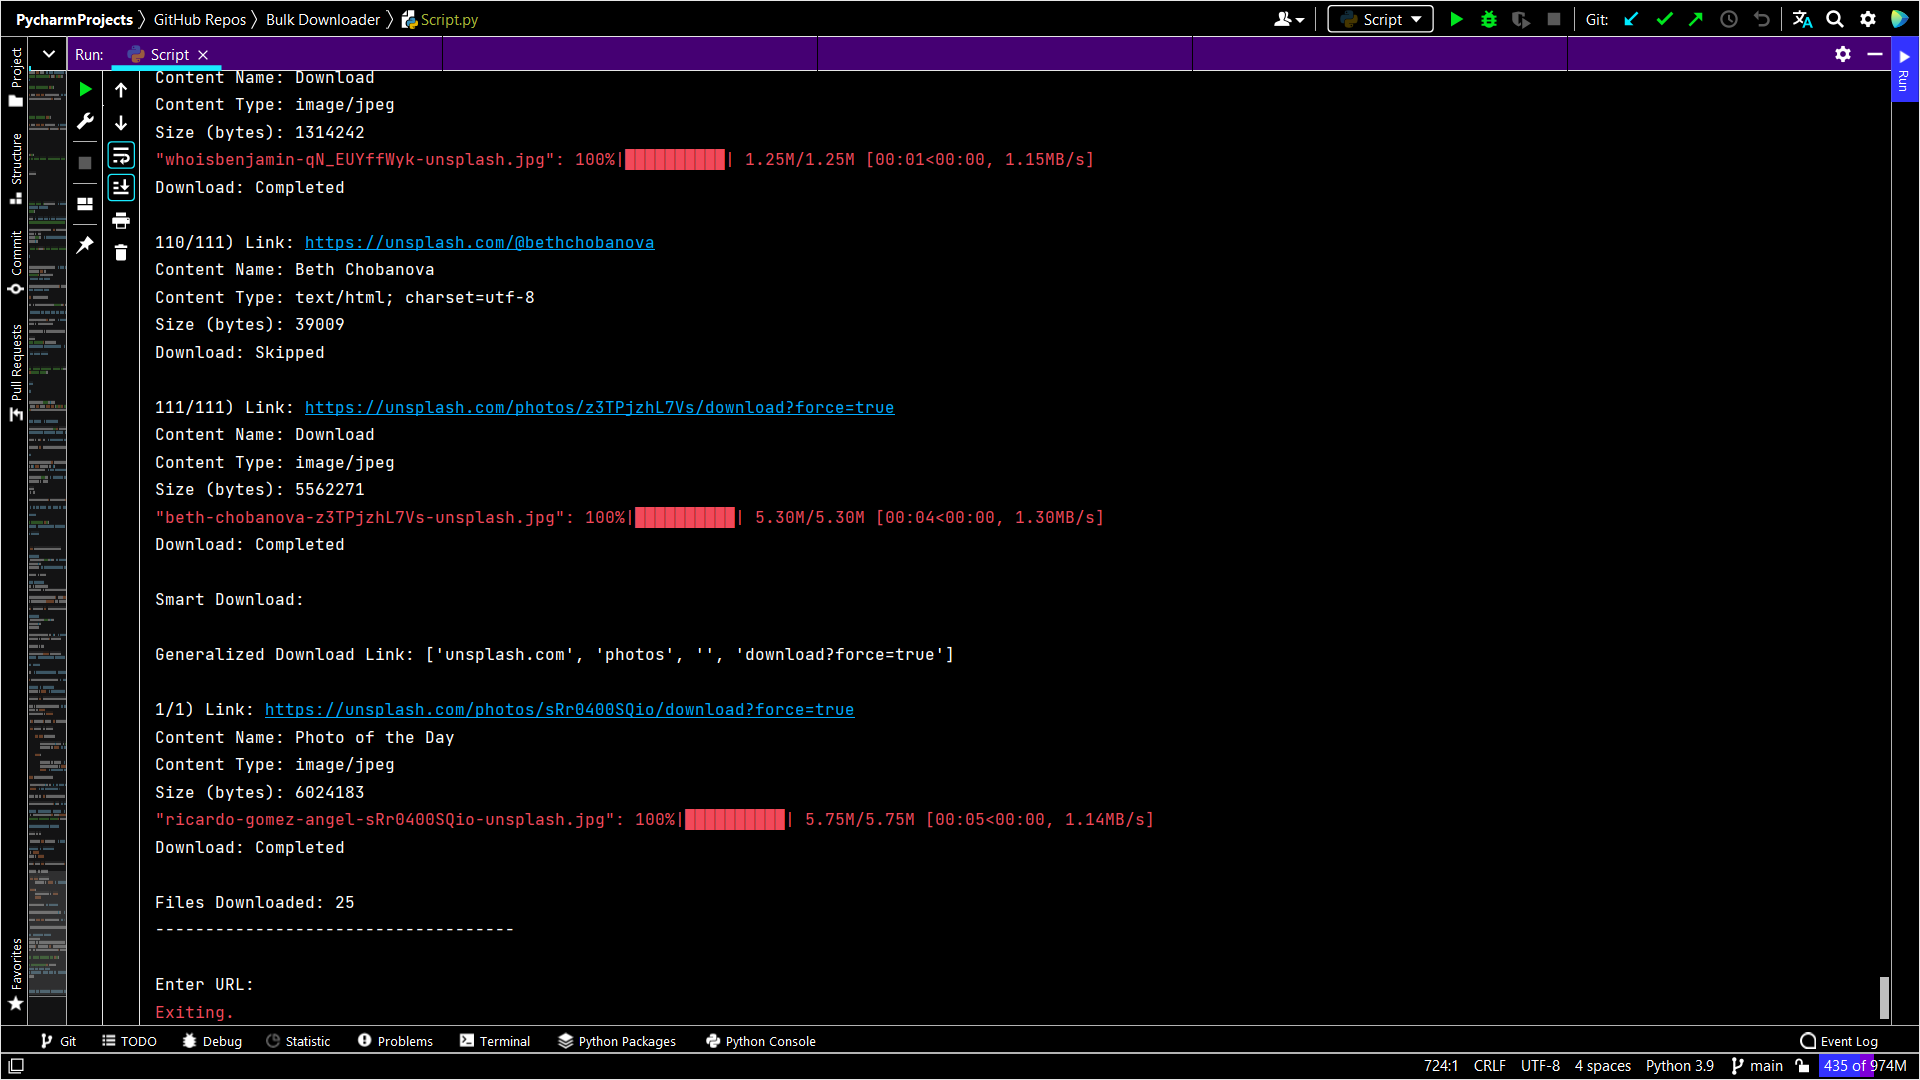 PycharmProjects 〉 GitHub Repos 〉 Bulk Downloader 〉 Script.py
Script
Git:
Run: Script
Project
Structure
Commit
Pull Requests
Favorites
Run
Content Name: Download
Content Type: image/jpeg
Size (bytes): 1314242
"whoisbenjamin-qN_EUYffWyk-unsplash.jpg": 100%|██████████| 1.25M/1.25M [00:01<00:00, 1.15MB/s]
Download: Completed
110/111) Link: https://unsplash.com/@bethchobanova
Content Name: Beth Chobanova
Content Type: text/html; charset=utf-8
Size (bytes): 39009
Download: Skipped
111/111) Link: https://unsplash.com/photos/z3TPjzhL7Vs/download?force=true
Content Name: Download
Content Type: image/jpeg
Size (bytes): 5562271
"beth-chobanova-z3TPjzhL7Vs-unsplash.jpg": 100%|██████████| 5.30M/5.30M [00:04<00:00, 1.30MB/s]
Download: Completed
Smart Download:
Generalized Download Link: ['unsplash.com', 'photos', '', 'download?force=true']
1/1) Link: https://unsplash.com/photos/sRr0400SQio/download?force=true
Content Name: Photo of the Day
Content Type: image/jpeg
Size (bytes): 6024183
"ricardo-gomez-angel-sRr0400SQio-unsplash.jpg": 100%|██████████| 5.75M/5.75M [00:05<00:00, 1.14MB/s]
Download: Completed
Files Downloaded: 25
------------------------------------
Enter URL:
Exiting.
Git TODO Debug Statistic Problems Terminal Python Packages Python Console Event Log
724:1 CRLF UTF-8 4 spaces Python 3.9 main 435 of 974M